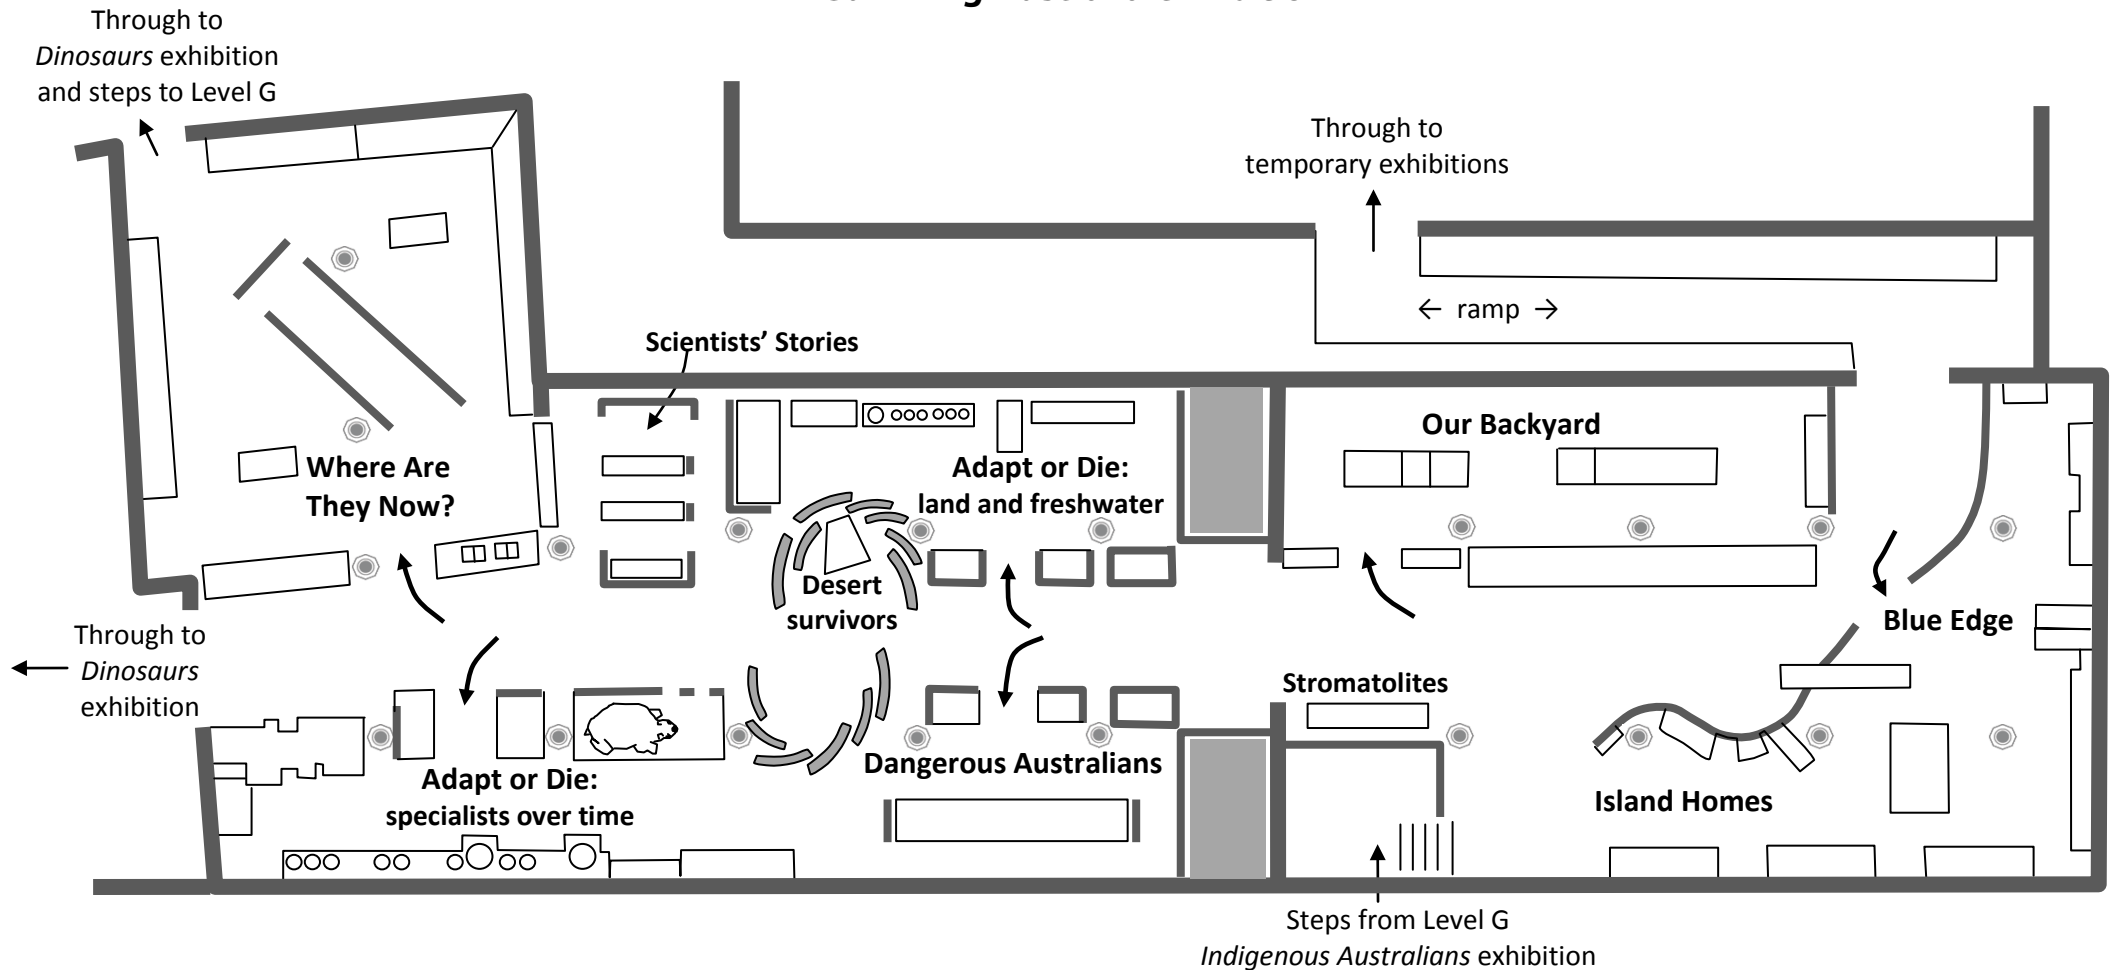 Through to
Dinosaurs exhibition
and steps to Level G
Through to
temporary exhibitions
← ramp →
Scientists’ Stories
Our Backyard
Where Are
They Now?
Adapt or Die:
land and freshwater
Desert
survivors
Blue Edge
Through to
Dinosaurs
exhibition
Stromatolites
Adapt or Die:
specialists over time
Dangerous Australians
Island Homes
Steps from Level G
Indigenous Australians exhibition